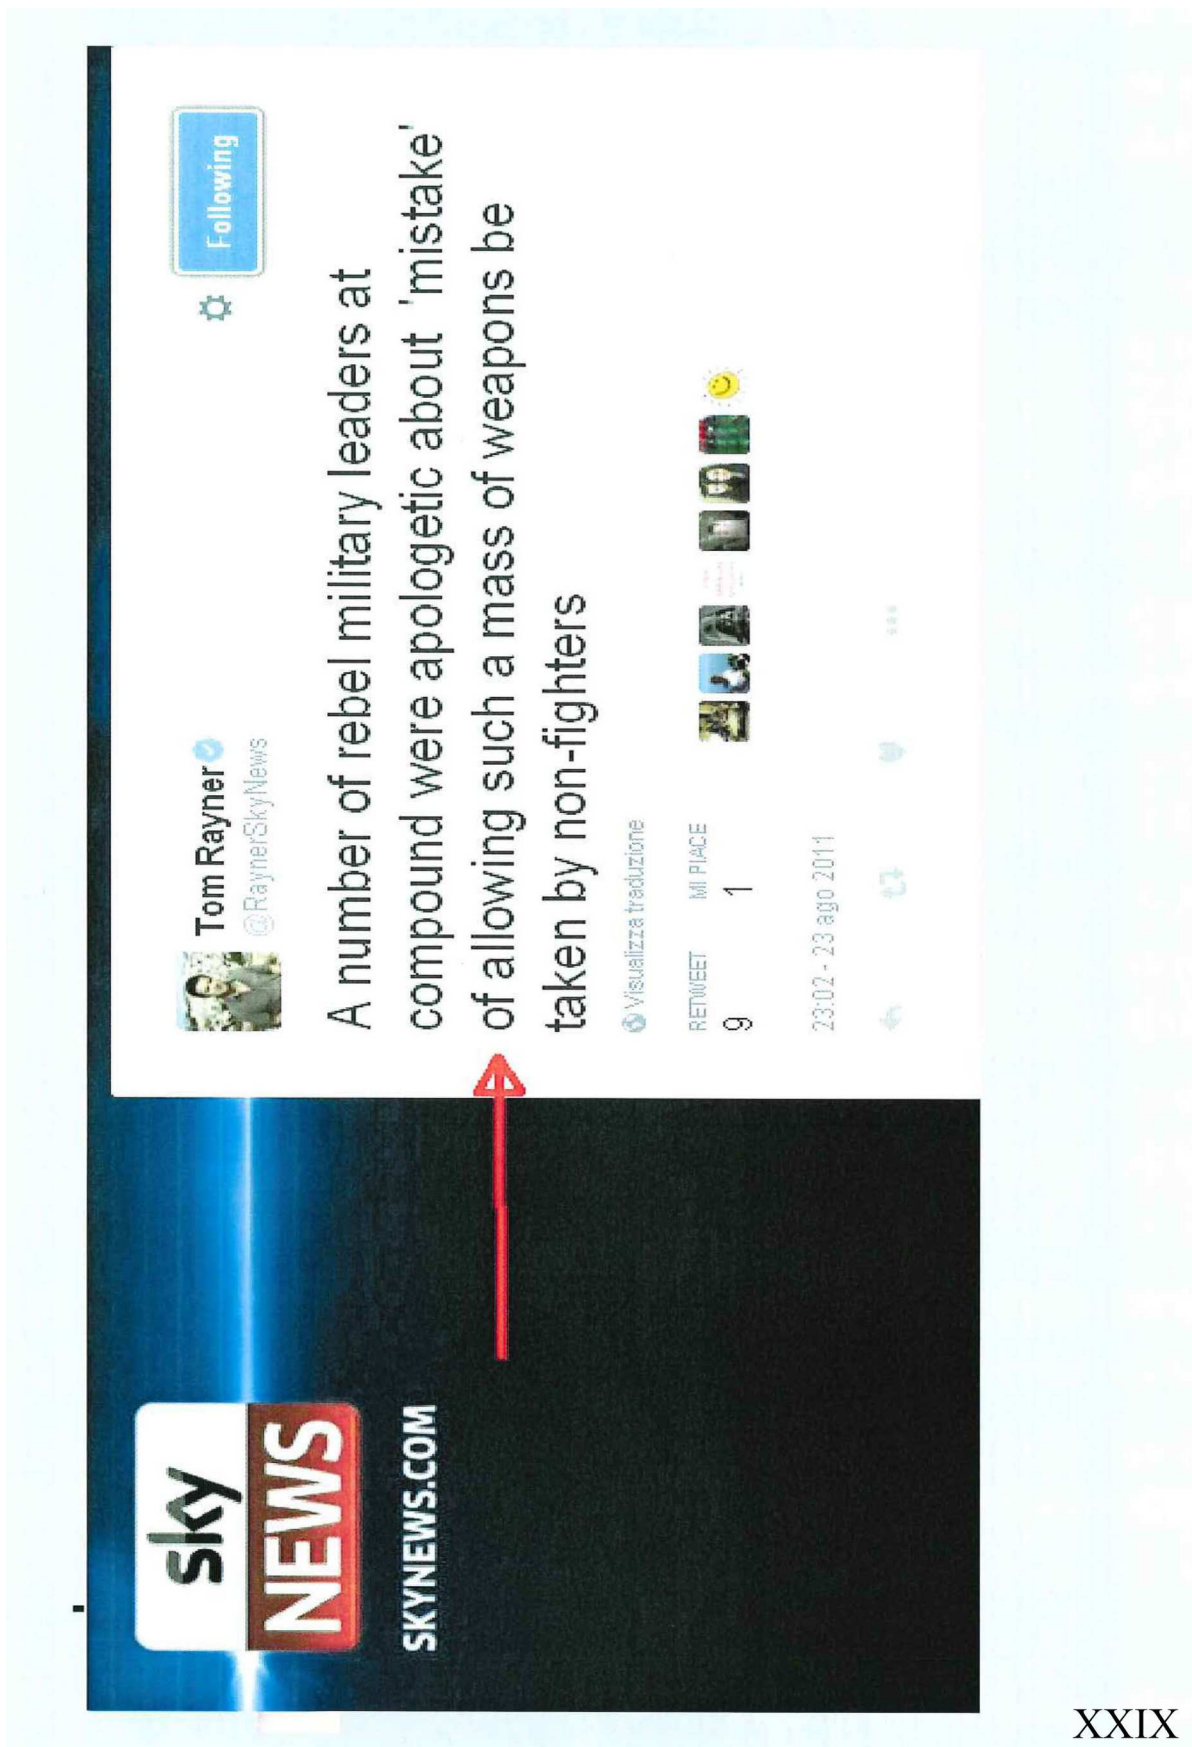 sky
NEWS
SKYNEWS.COM
Tom Rayner
@RaynerSkyNews
Following
A number of rebel military leaders at
compound were apologetic about 'mistake'
of allowing such a mass of weapons be
taken by non-fighters
Visualizza traduzione
RETWEET MI PIACE
9 1
23:02 - 23 ago 2011
XXIX